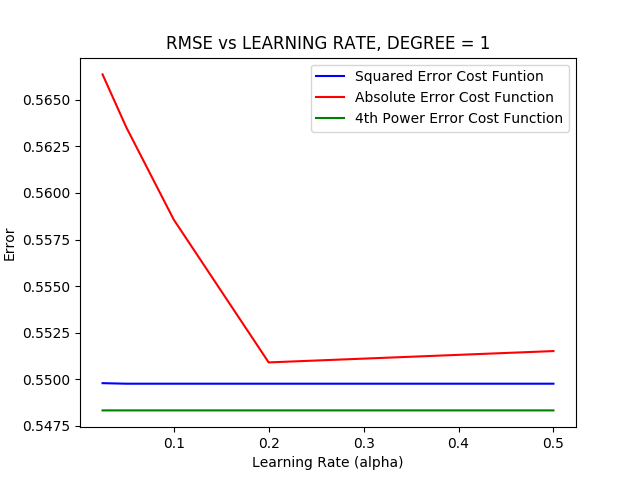 RMSE vs LEARNING RATE, DEGREE = 1
Squared Error Cost Funtion
Absolute Error Cost Function
4th Power Error Cost Function
Error
0.5650
0.5625
0.5600
0.5575
0.5550
0.5525
0.5500
0.5475
0.1 0.2 0.3 0.4 0.5
Learning Rate (alpha)